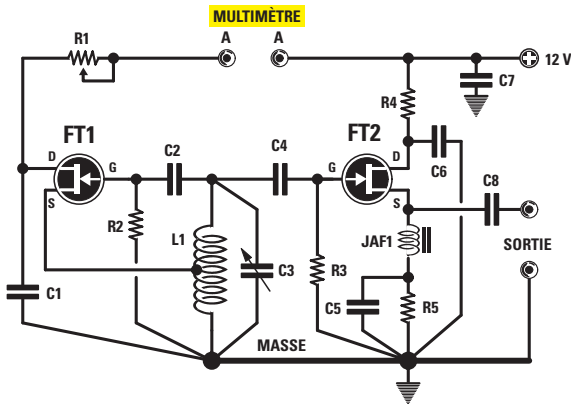 MULTIMÈTRE
R1
A
A
12 V
C7
R4
FT1
FT2
D
G
C2
C4
G
D
C6
S
S
C8
R2
L1
JAF1
C3
R3
SORTIE
C1
C5
R5
MASSE